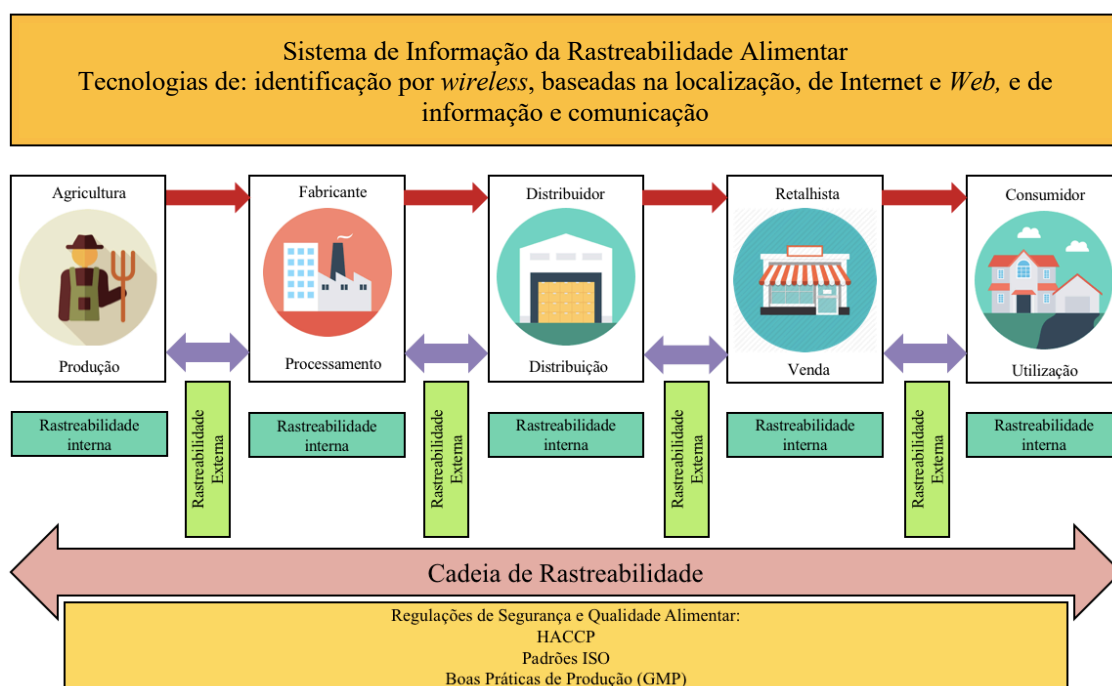 Sistema de Informação da Rastreabilidade Alimentar
Tecnologias de: identificação por wireless, baseadas na localização, de Internet e Web, e de
informação e comunicação
Agricultura
Fabricante
Distribuidor
Retalhista
Consumidor
Produção
Processamento
Distribuição
Venda
Utilização
Rastreabilidade
interna
Rastreabilidade
Externa
Rastreabilidade
interna
Rastreabilidade
Externa
Rastreabilidade
interna
Rastreabilidade
Externa
Rastreabilidade
interna
Rastreabilidade
Externa
Rastreabilidade
interna
Cadeia de Rastreabilidade
Regulações de Segurança e Qualidade Alimentar:
HACCP
Padrões ISO
Boas Práticas de Produção (GMP)